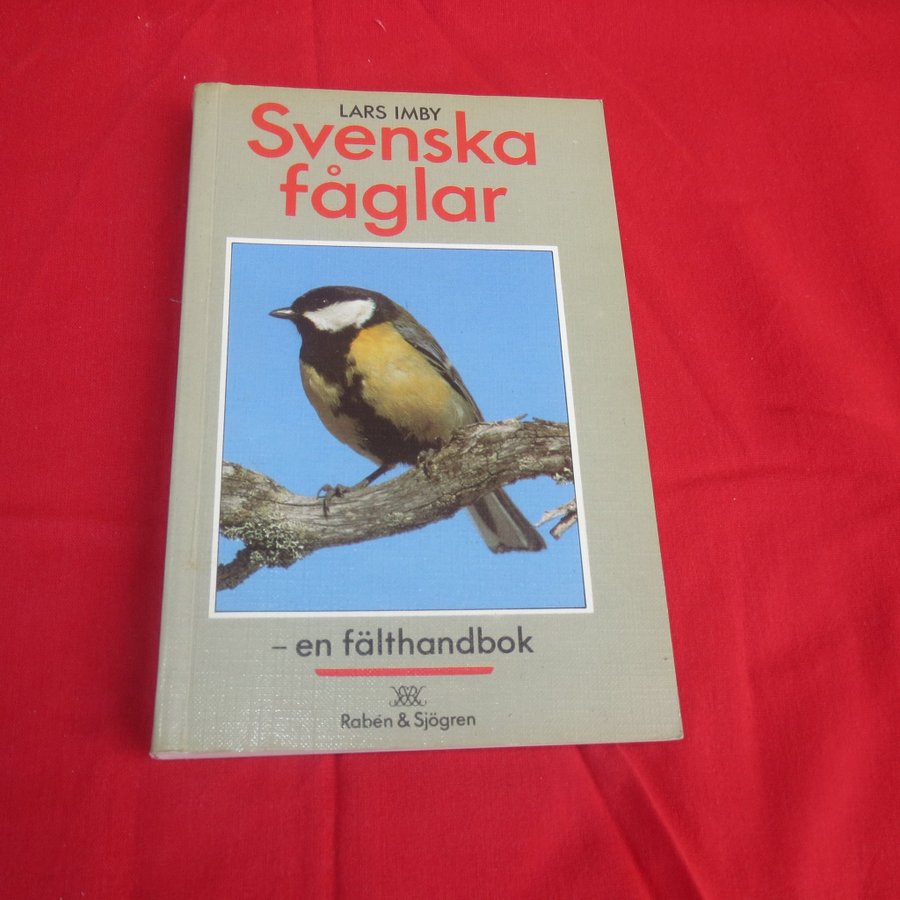 LARS IMBY
Svenska
fåglar
– en fälthandbok
Rabén & Sjögren